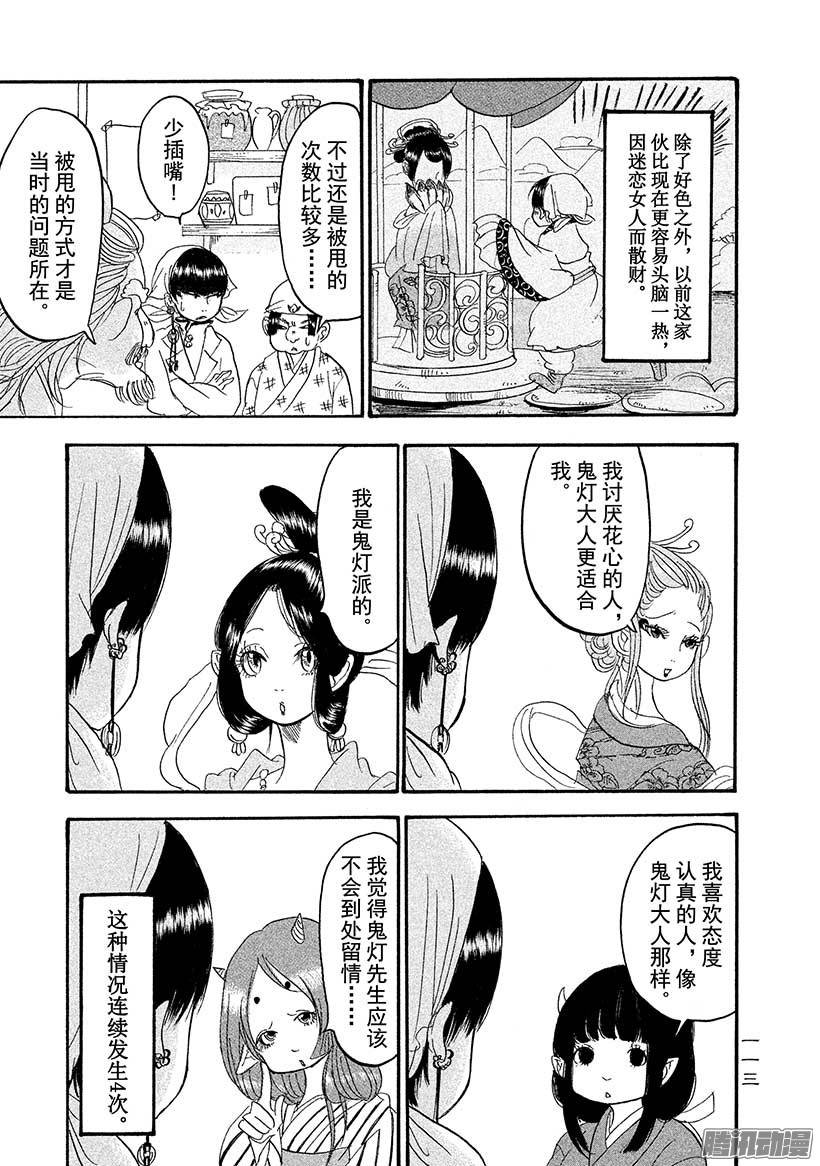 除了好色之外，以前这家
伙比现在更容易头脑一热，
因迷恋女人而散财。
不过还是被甩的
次数比较多……
少插嘴！
被甩的方式才是
当时的问题所在。
我讨厌花心的人，
鬼灯大人更适合
我。
我是鬼灯派的。
我喜欢态度
认真的人，像
鬼灯大人那样。
我觉得鬼灯先生应该
不会到处留情……
这种情况连续发生4次。
一一三
腾讯动漫